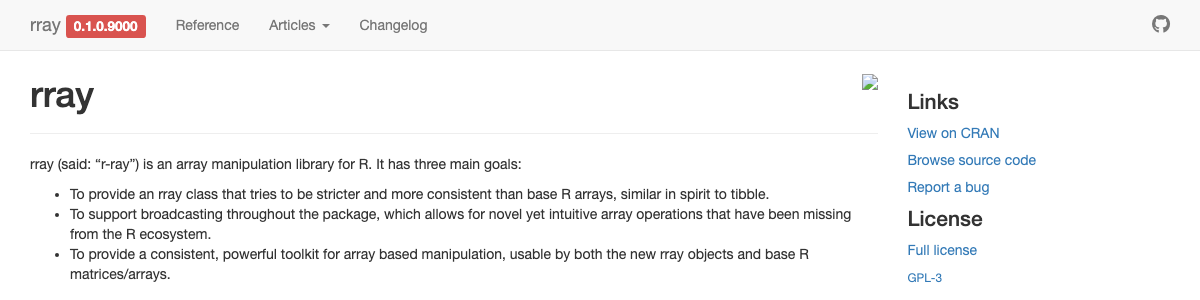 rray 0.1.0.9000 Reference Articles Changelog
rray
rray (said: “r-ray”) is an array manipulation library for R. It has three main goals:
• To provide an rray class that tries to be stricter and more consistent than base R arrays, similar in spirit to tibble.
• To support broadcasting throughout the package, which allows for novel yet intuitive array operations that have been missing
from the R ecosystem.
• To provide a consistent, powerful toolkit for array based manipulation, usable by both the new rray objects and base R
matrices/arrays.
Links
View on CRAN
Browse source code
Report a bug
License
Full license
GPL-3